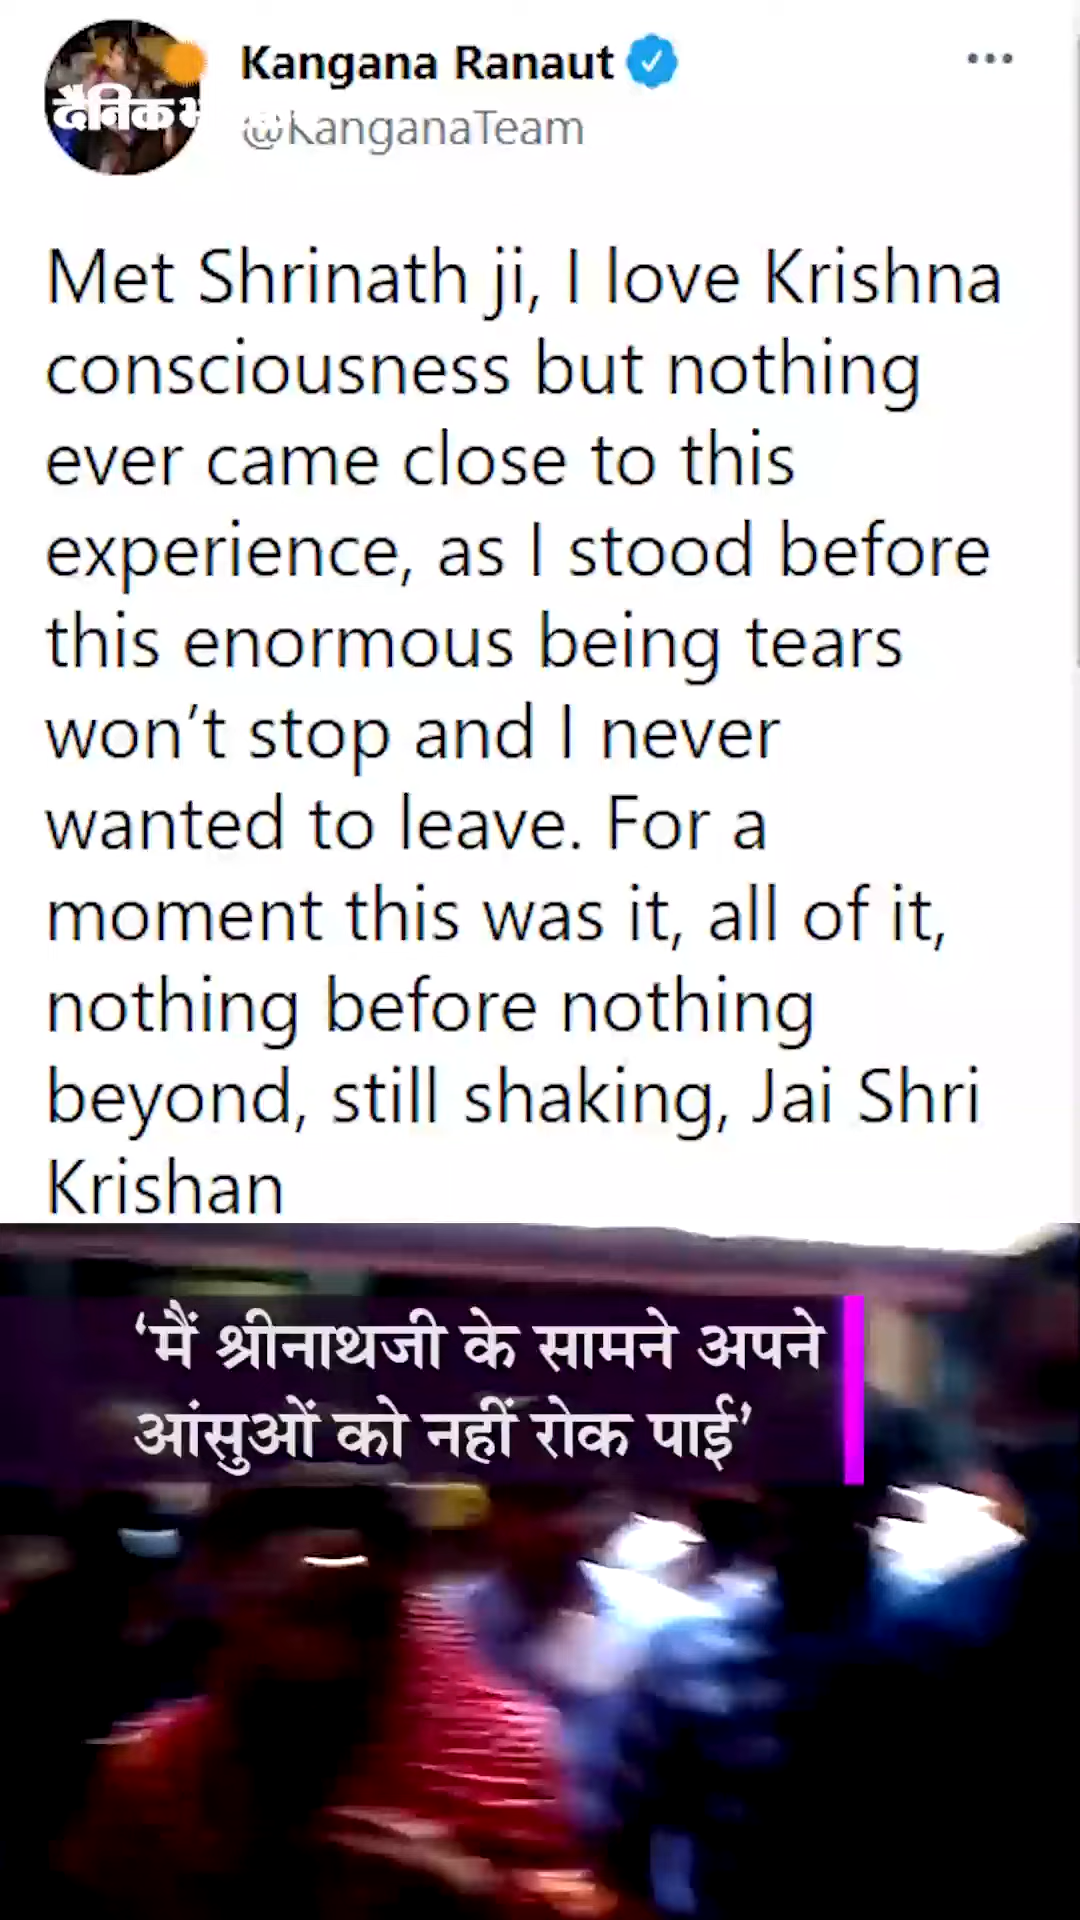 Kangana Ranaut
दैनिक भ
@KanganaTeam
Met Shrinath ji, I love Krishna
consciousness but nothing
ever came close to this
experience, as I stood before
this enormous being tears
won’t stop and I never
wanted to leave. For a
moment this was it, all of it,
nothing before nothing
beyond, still shaking, Jai Shri
Krishan
‘मैं श्रीनाथजी के सामने अपने
आंसुओं को नहीं रोक पाई’